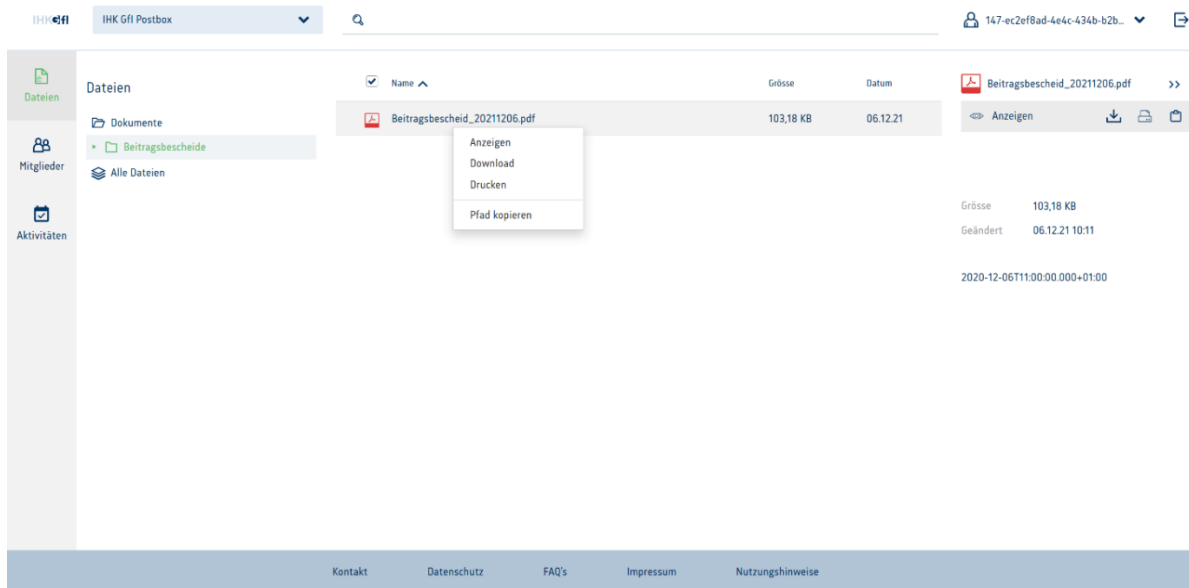 IHK GfI
IHK GfI Postbox
147-ec2ef8ad-4e4c-434b-b2b...
Dateien
Mitglieder
Aktivitäten
Dateien
Dokumente
Beitragsbescheide
Alle Dateien
Name Grösse Datum
Beitragsbescheid_20211206.pdf 103,18 KB 06.12.21
Anzeigen
Download
Drucken
Pfad kopieren
Beitragsbescheid_20211206.pdf >>
Anzeigen
Grösse 103,18 KB
Geändert 06.12.21 10:11
2020-12-06T11:00:00.000+01:00
Kontakt Datenschutz FAQ's Impressum Nutzungshinweise